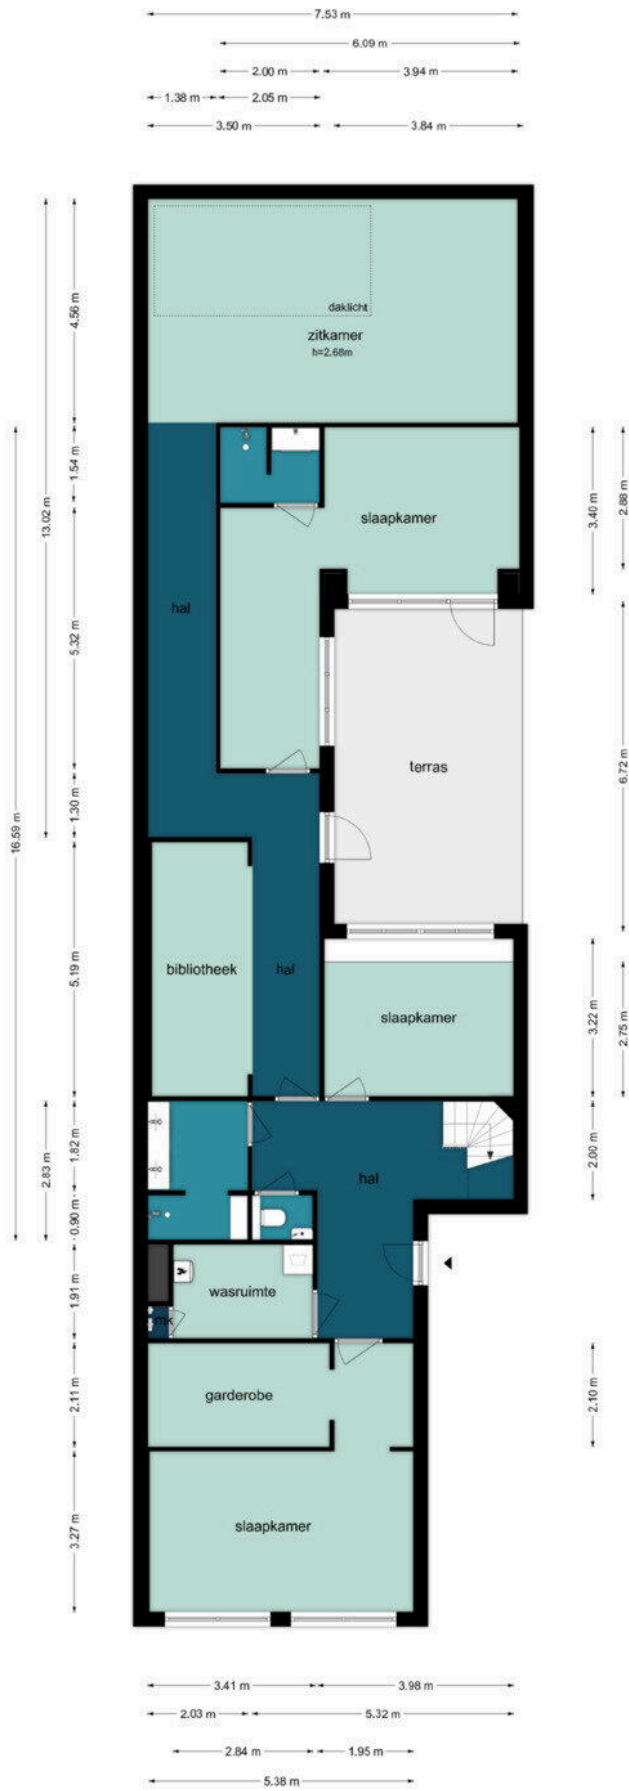 7.53 m
6.09 m
2.00 m
3.94 m
1.38 m
2.05 m
3.50 m
3.84 m
daklicht
zitkamer
h=2.68m
4.56 m
13.02 m
1.54 m
16.59 m
5.32 m
1.30 m
5.19 m
2.83 m
1.82 m
0.90 m
1.91 m
2.11 m
3.27 m
slaapkamer
hal
terras
bibliotheek
hal
slaapkamer
hal
wasruimte
mk
garderobe
slaapkamer
3.40 m
2.88 m
6.72 m
3.22 m
2.75 m
2.00 m
2.10 m
3.41 m
3.98 m
2.03 m
5.32 m
2.84 m
1.95 m
5.38 m